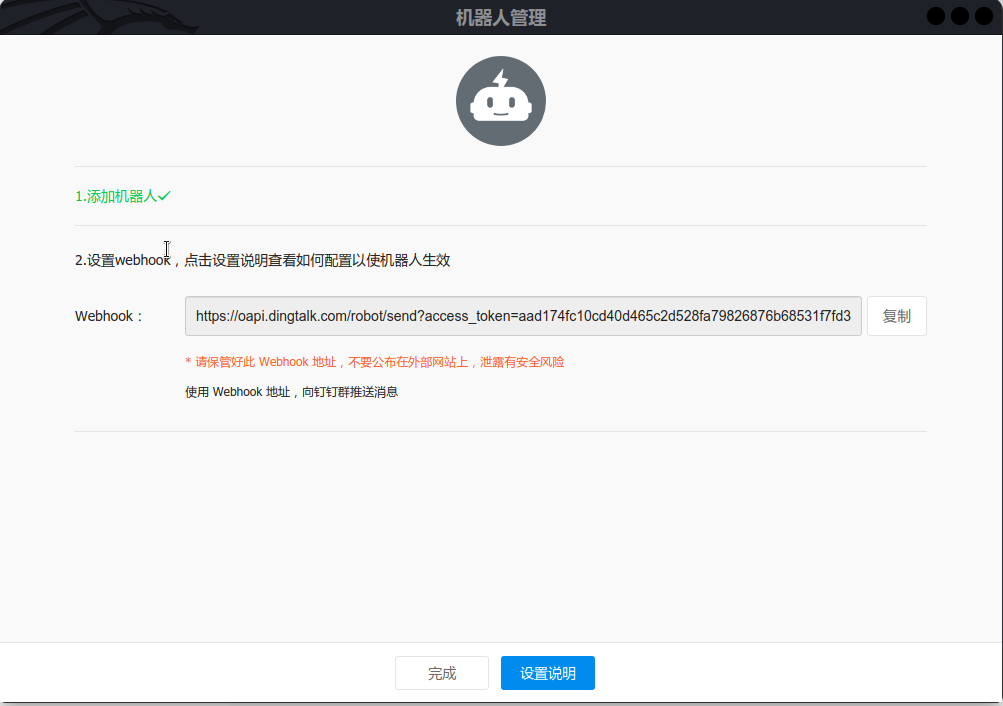 机器人管理
1.添加机器人
2.设置webhook，点击设置说明查看如何配置以使机器人生效
Webhook：
https://oapi.dingtalk.com/robot/send?access_token=aad174fc10cd40d465c2d528fa79826876b68531f7fd3
复制
* 请保管好此 Webhook 地址，不要公布在外部网站上，泄露有安全风险
使用 Webhook 地址，向钉钉群推送消息
完成
设置说明